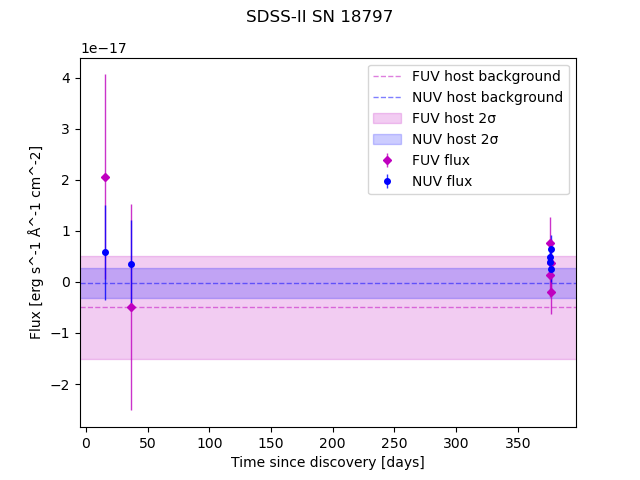 SDSS-II SN 18797
1e−17
FUV host background
NUV host background
FUV host 2σ
NUV host 2σ
FUV flux
NUV flux
4
3
2
1
0
−1
−2
Flux [erg s^-1 Å^-1 cm^-2]
0 50 100 150 200 250 300 350
Time since discovery [days]